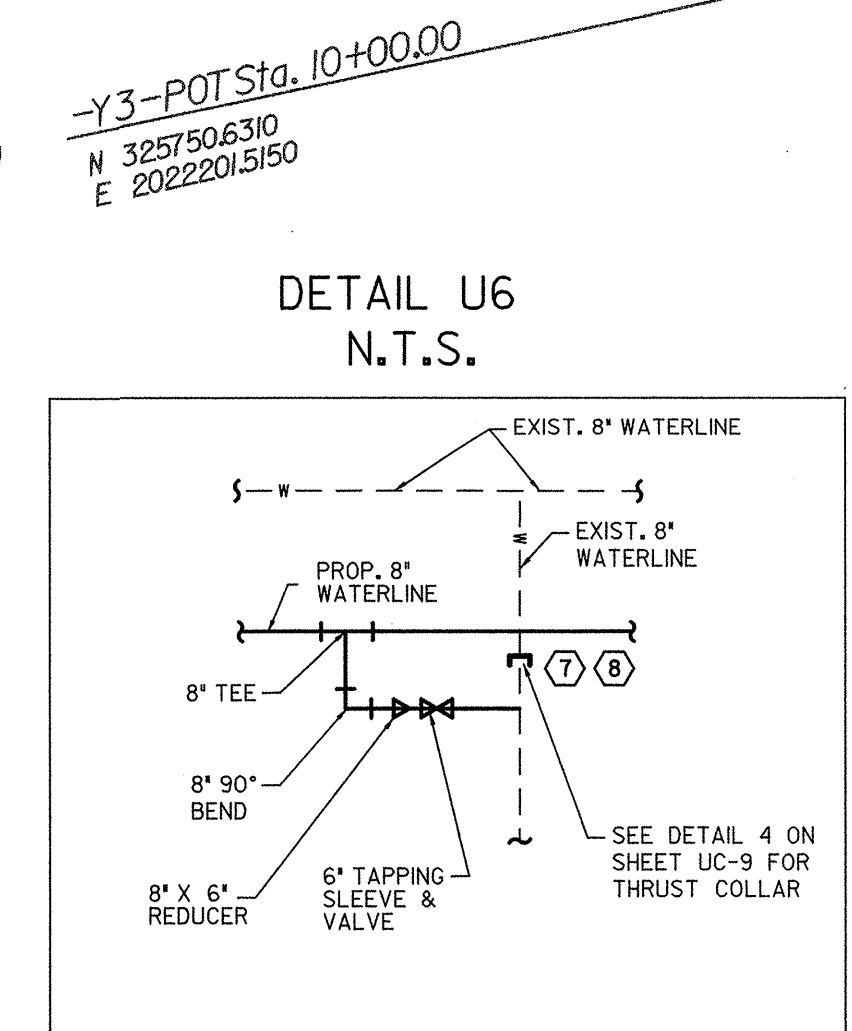 -Y3-POT Sta. 10+00.00
N 325750.6310
E 2022201.5150
DETAIL U6
N.T.S.
EXIST. 8" WATERLINE
W
EXIST. 8"
WATERLINE
W
PROP. 8"
WATERLINE
7 8
8" TEE
8" 90°
BEND
8" X 6"
REDUCER
6" TAPPING
SLEEVE &
VALVE
SEE DETAIL 4 ON
SHEET UC-9 FOR
THRUST COLLAR